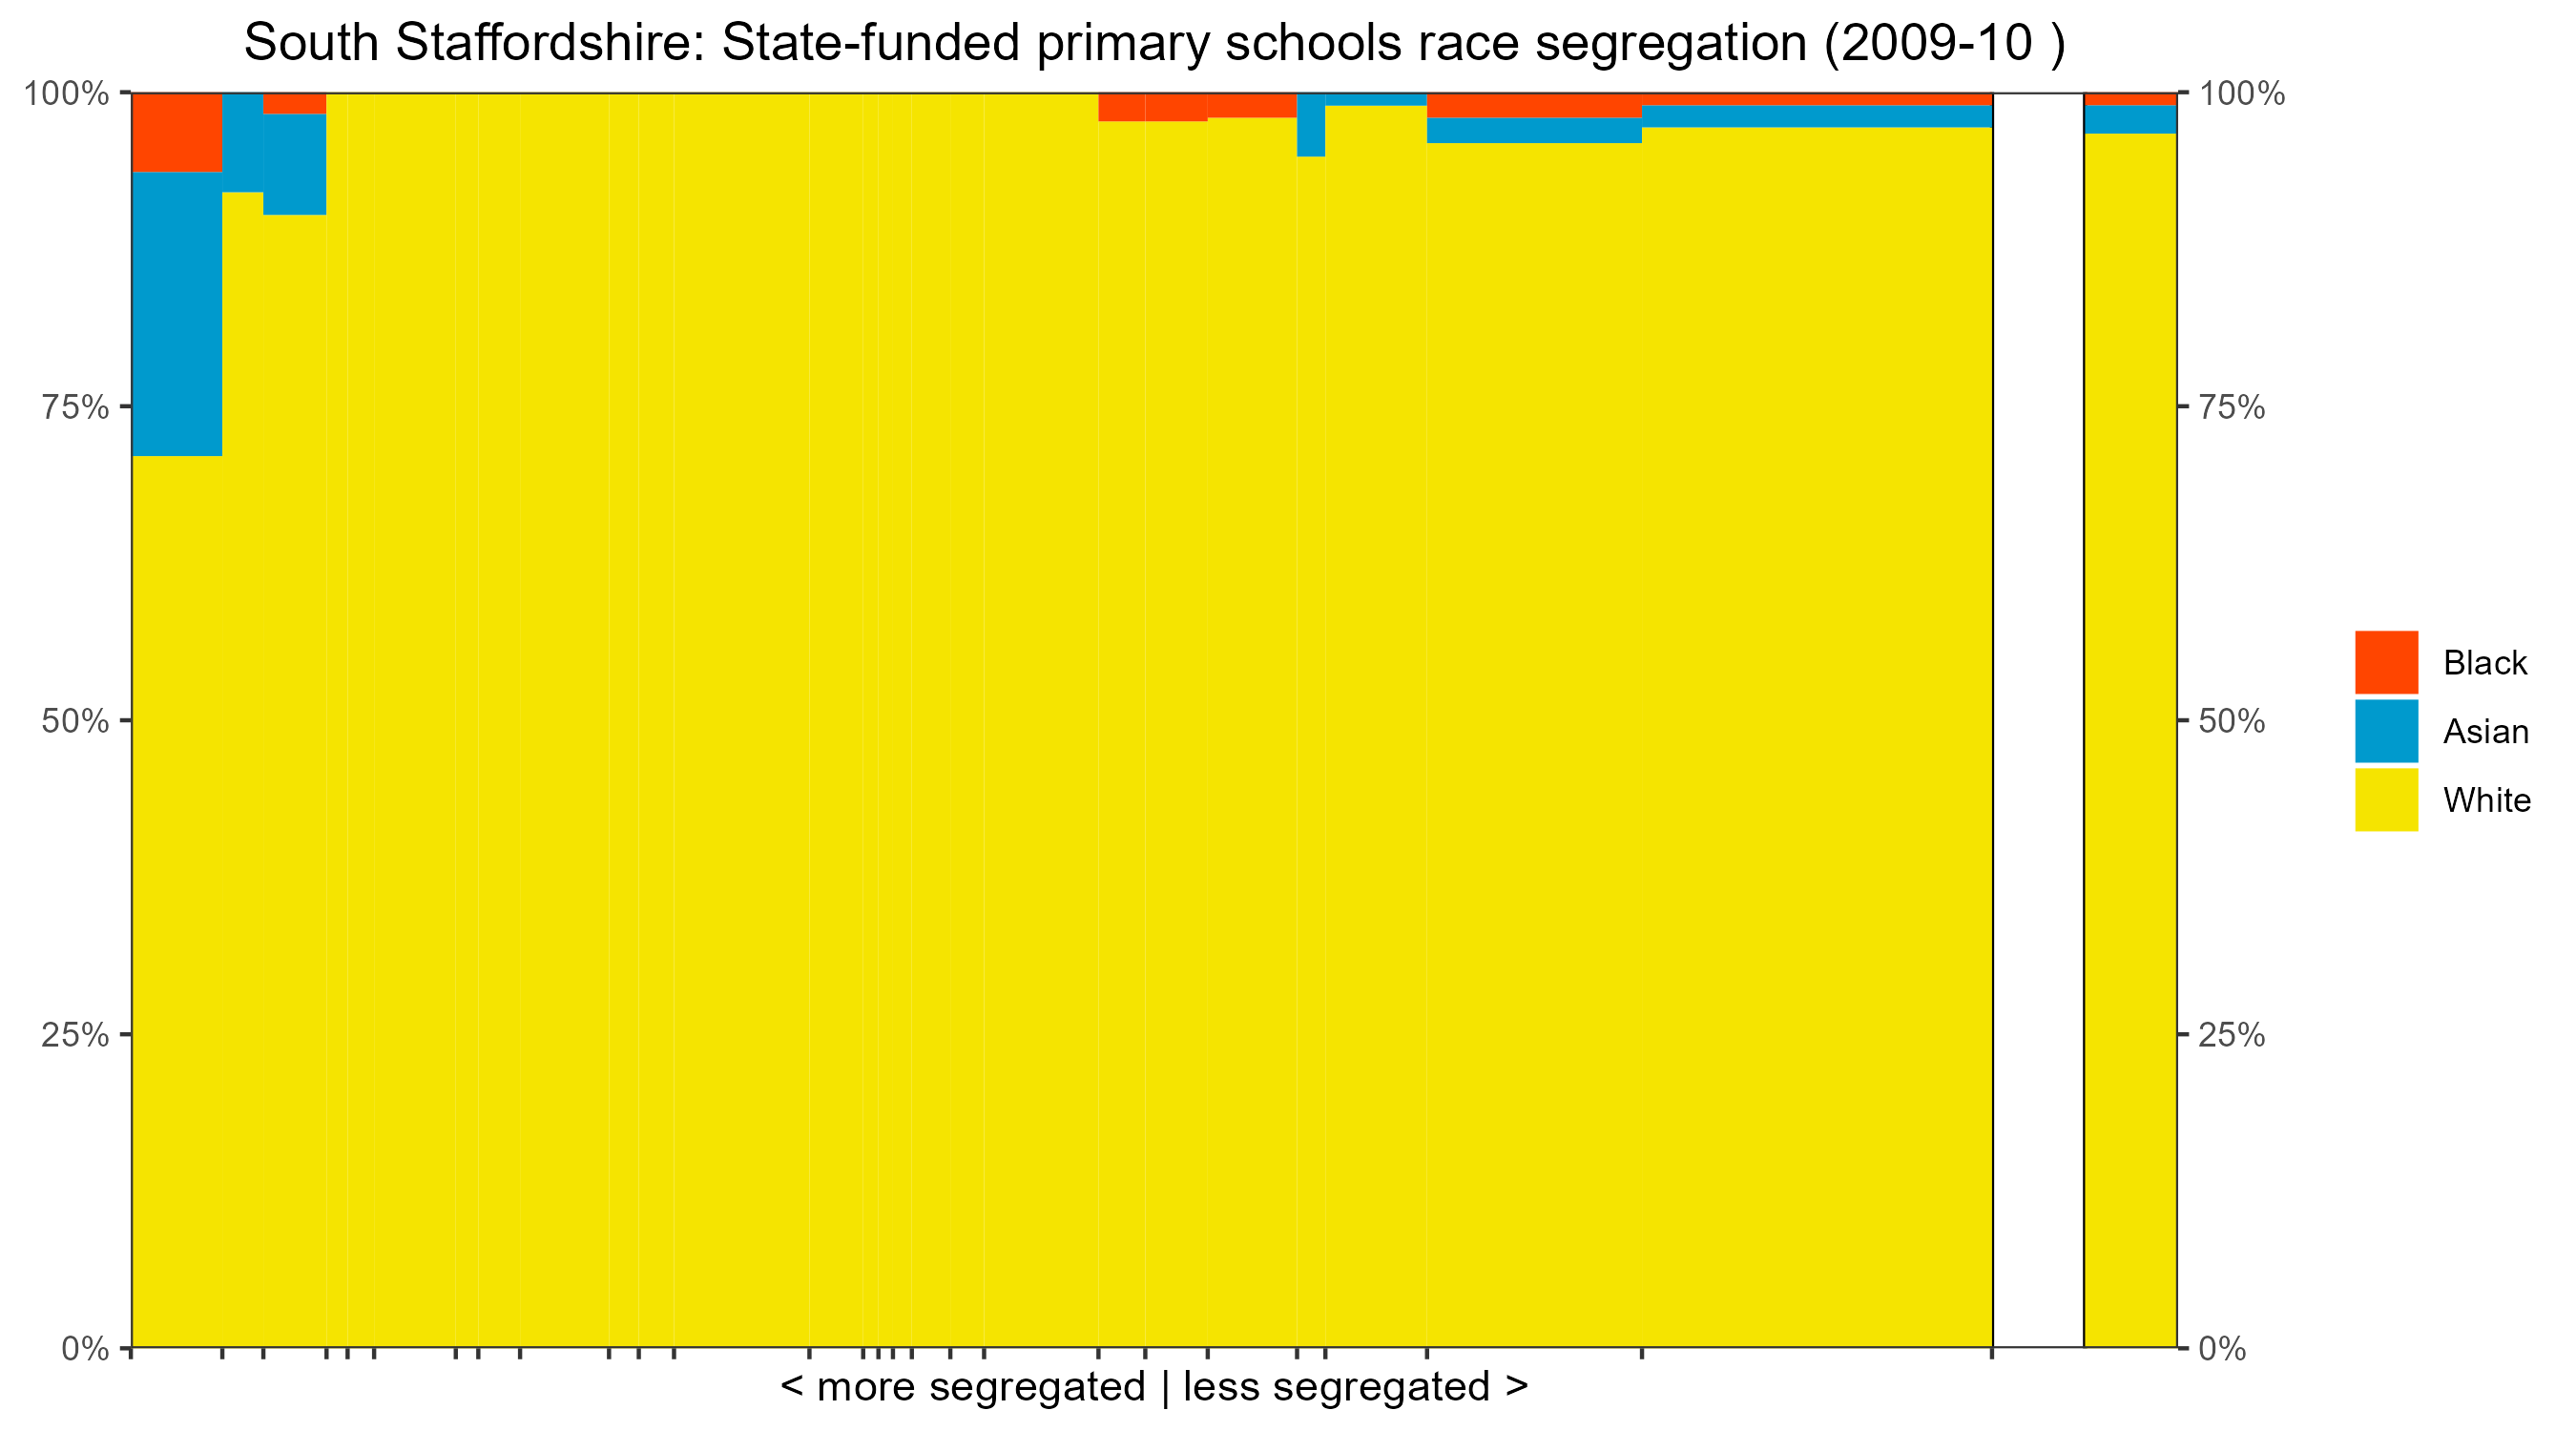 South Staffordshire: State-funded primary schools race segregation (2009-10 )
100%
75%
50%
25%
0%
100%
75%
50%
25%
0%
Black
Asian
White
< more segregated | less segregated >